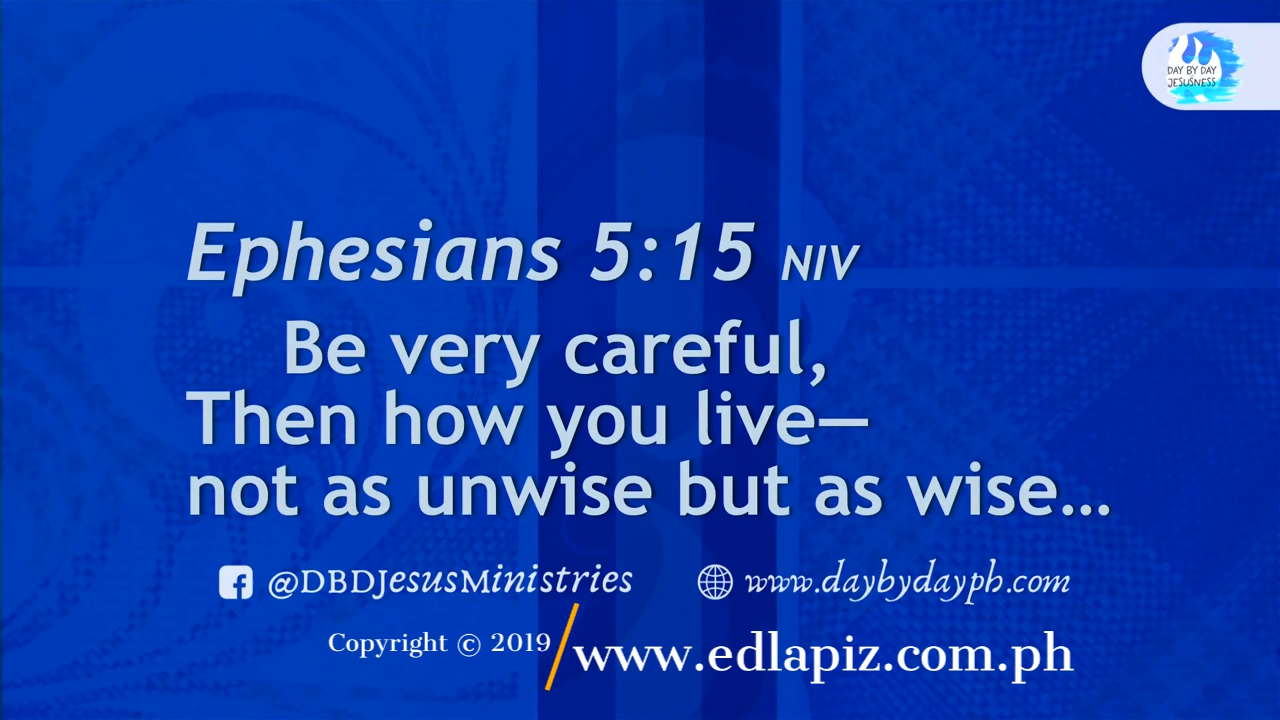 DAY BY DAY
JESUSNESS
Ephesians 5:15 NIV
Be very careful,
Then how you live—
not as unwise but as wise...
@DBDJesusMinistries
www.daybydayph.com
Copyright © 2019
www.edlapiz.com.ph